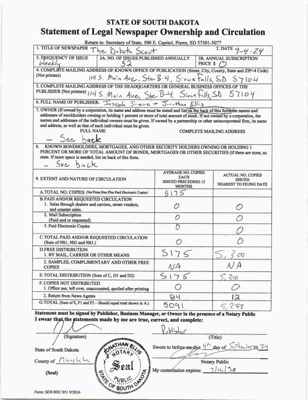 STATE OF SOUTH DAKOTA
Statement of Legal Newspaper Ownership and Circulation
Return to: Secretary of State, 500 E. Capitol, Pierre, SD 57501-5077
1. TITLE OF NEWSPAPER The Dakota Scout 2. DATE 9-4-24
3. FREQUENCY OF ISSUE Weekly 3A. NO. OF ISSUES PUBLISHED ANNUALLY 52 3B. ANNUAL SUBSCRIPTION PRICE $ 0
4. COMPLETE MAILING ADDRESS OF KNOWN OFFICE OF PUBLICATION (Street, City, County, State and ZIP+4 Code) (Not printers)
114 S. Main Ave, Ste B-4, Sioux Falls SD 57104
5. COMPLETE MAILING ADDRESS OF THE HEADQUARTERS OR GENERAL BUSINESS OFFICES OF THE PUBLISHER (Not printers)
114 S. Main Ave, Ste B-4, Sioux Falls SD 57104
6. FULL NAME OF PUBLISHER: Joseph Sneve + Jonathan Ellis
7. OWNER (If owned by a corporation, its name and address must be stated and listed on the back of this form the names and
addresses of stockholders owning or holding 1 percent or more of total amount of stock. If not owned by a corporation, the
names and addresses of the individual owners must be given. If owned by a partnership or other unincorporated firm, its name
and address, as well as that of each individual must be given.
FULL NAME COMPLETE MAILING ADDRESS
- See back
8. KNOWN BONDHOLDERS, MORTGAGES, AND OTHER SECURITY HOLDERS OWNING OR HOLDING 1
PERCENT OR MORE OF TOTAL AMOUNT OF BONDS, MORTGAGES OR OTHER SECURITIES (If there are none, so
state. If more space is needed, list on back of this form.
- See back
9. EXTENT AND NATURE OF CIRCULATION AVERAGE NO. COPIES EACH ISSUED PRECEDING 12 MONTHS ACTUAL NO. COPIES ISSUED NEAREST TO FILING DATE
A. TOTAL NO. COPIES (Net Press Run Plus Paid Electronic Copies) 5175
B. PAID AND/OR REQUESTED CIRCULATION
1. Sales through dealers and carriers, street vendors, and counter sales. 0 0
2. Mail Subscription (Paid and/or requested) 0 0
3. Paid Electronic Copies 0 0
C. TOTAL PAID AND/OR REQUESTED CIRCULATION (Sum of 9B1, 9B2 and 9B3.) 0 0
D. FREE DISTRIBUTION
1. BY MAIL, CARRIER OR OTHER MEANS 5175 5,300
2. SAMPLES, COMPLIMENTARY AND OTHER FREE COPIES NA NA
E. TOTAL DISTRIBUTION (Sum of C, D1 and D2) 5175 5,300
F. COPIES NOT DISTRIBUTED
1. Office use, left over, unaccounted, spoiled after printing 0 0
2. Return from News Agents 84 12
G. TOTAL (Sum of E, F1 and F2 - Should equal total shown in A.) 5091 5,288
Statement must be signed by Publisher, Business Manager, or Owner in the presence of a Notary Public
I swear that the statements made by me are true, correct, and complete:
Publisher
(Signature) (Title)
State of South Dakota Sworn to before me this 4th day of September 20 24
County of Minnehaha
JONATHAN ELLIS
NOTARY
Seal
PUBLIC
STATE OF SOUTH DAKOTA
Notary Public
My commission expires:
Form: SOS REC 051 9/2016